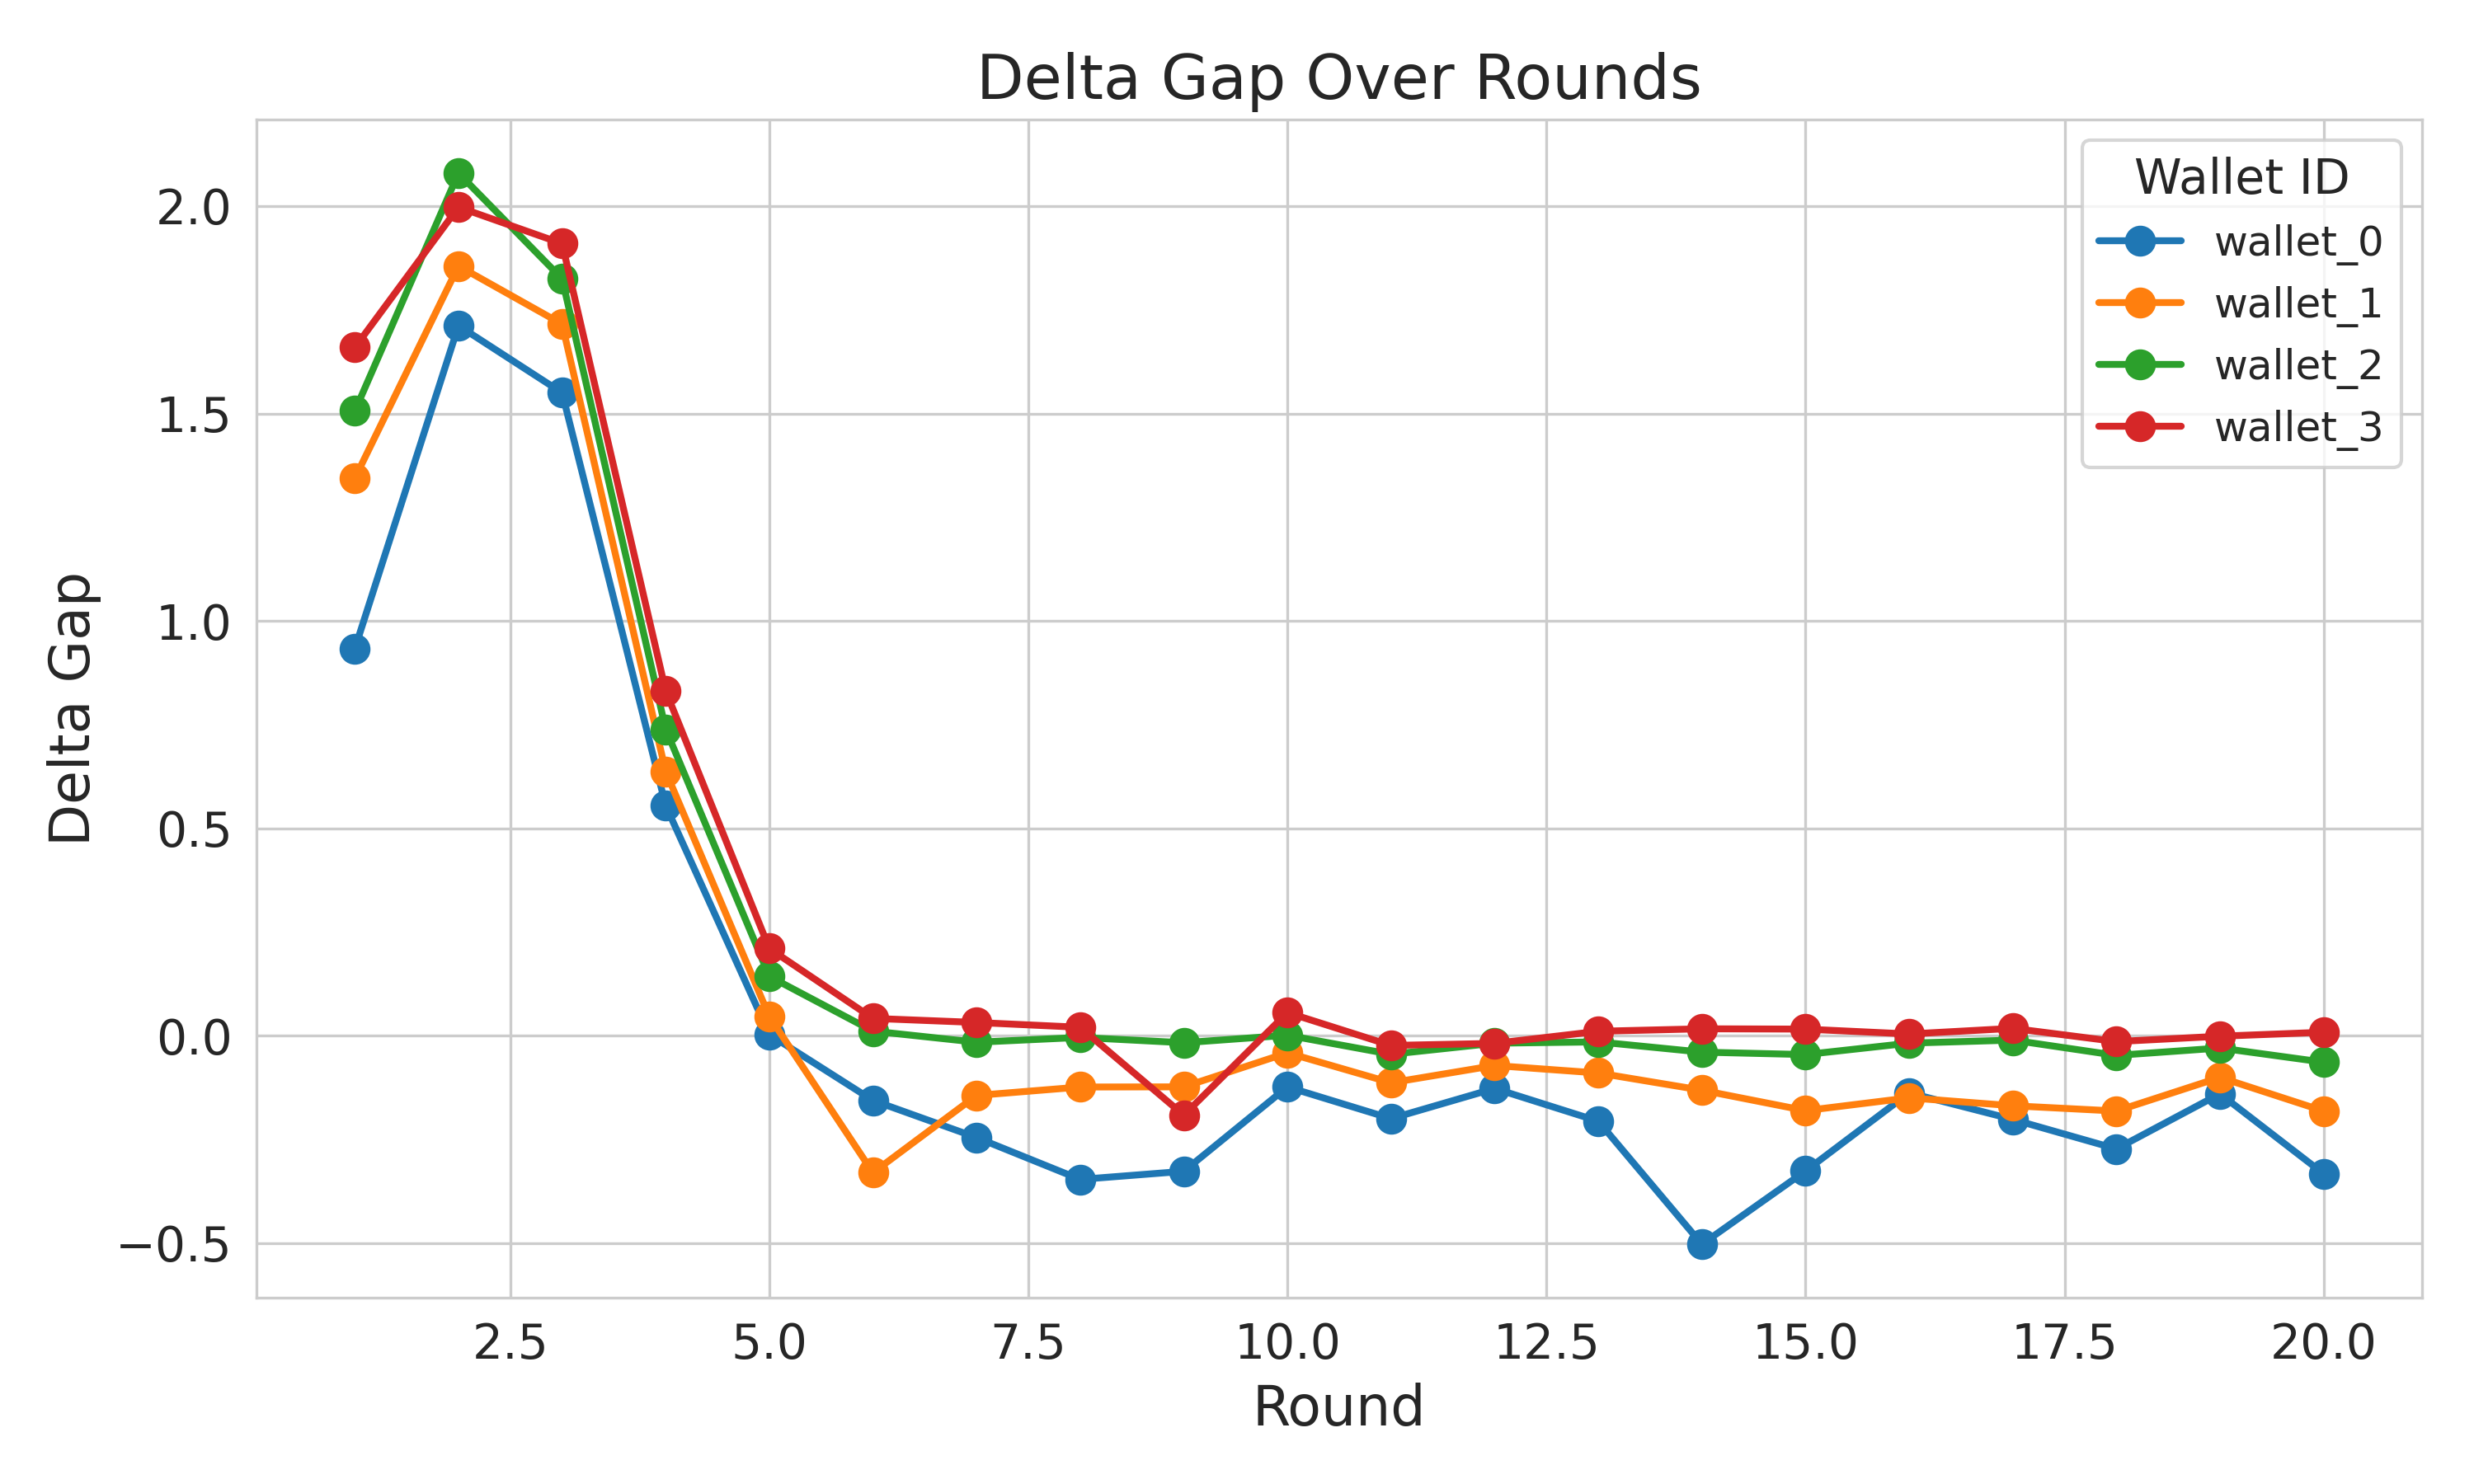 Delta Gap Over Rounds
Delta Gap
2.0
1.5
1.0
0.5
0.0
−0.5
Wallet ID
wallet_0
wallet_1
wallet_2
wallet_3
2.5 5.0 7.5 10.0 12.5 15.0 17.5 20.0
Round